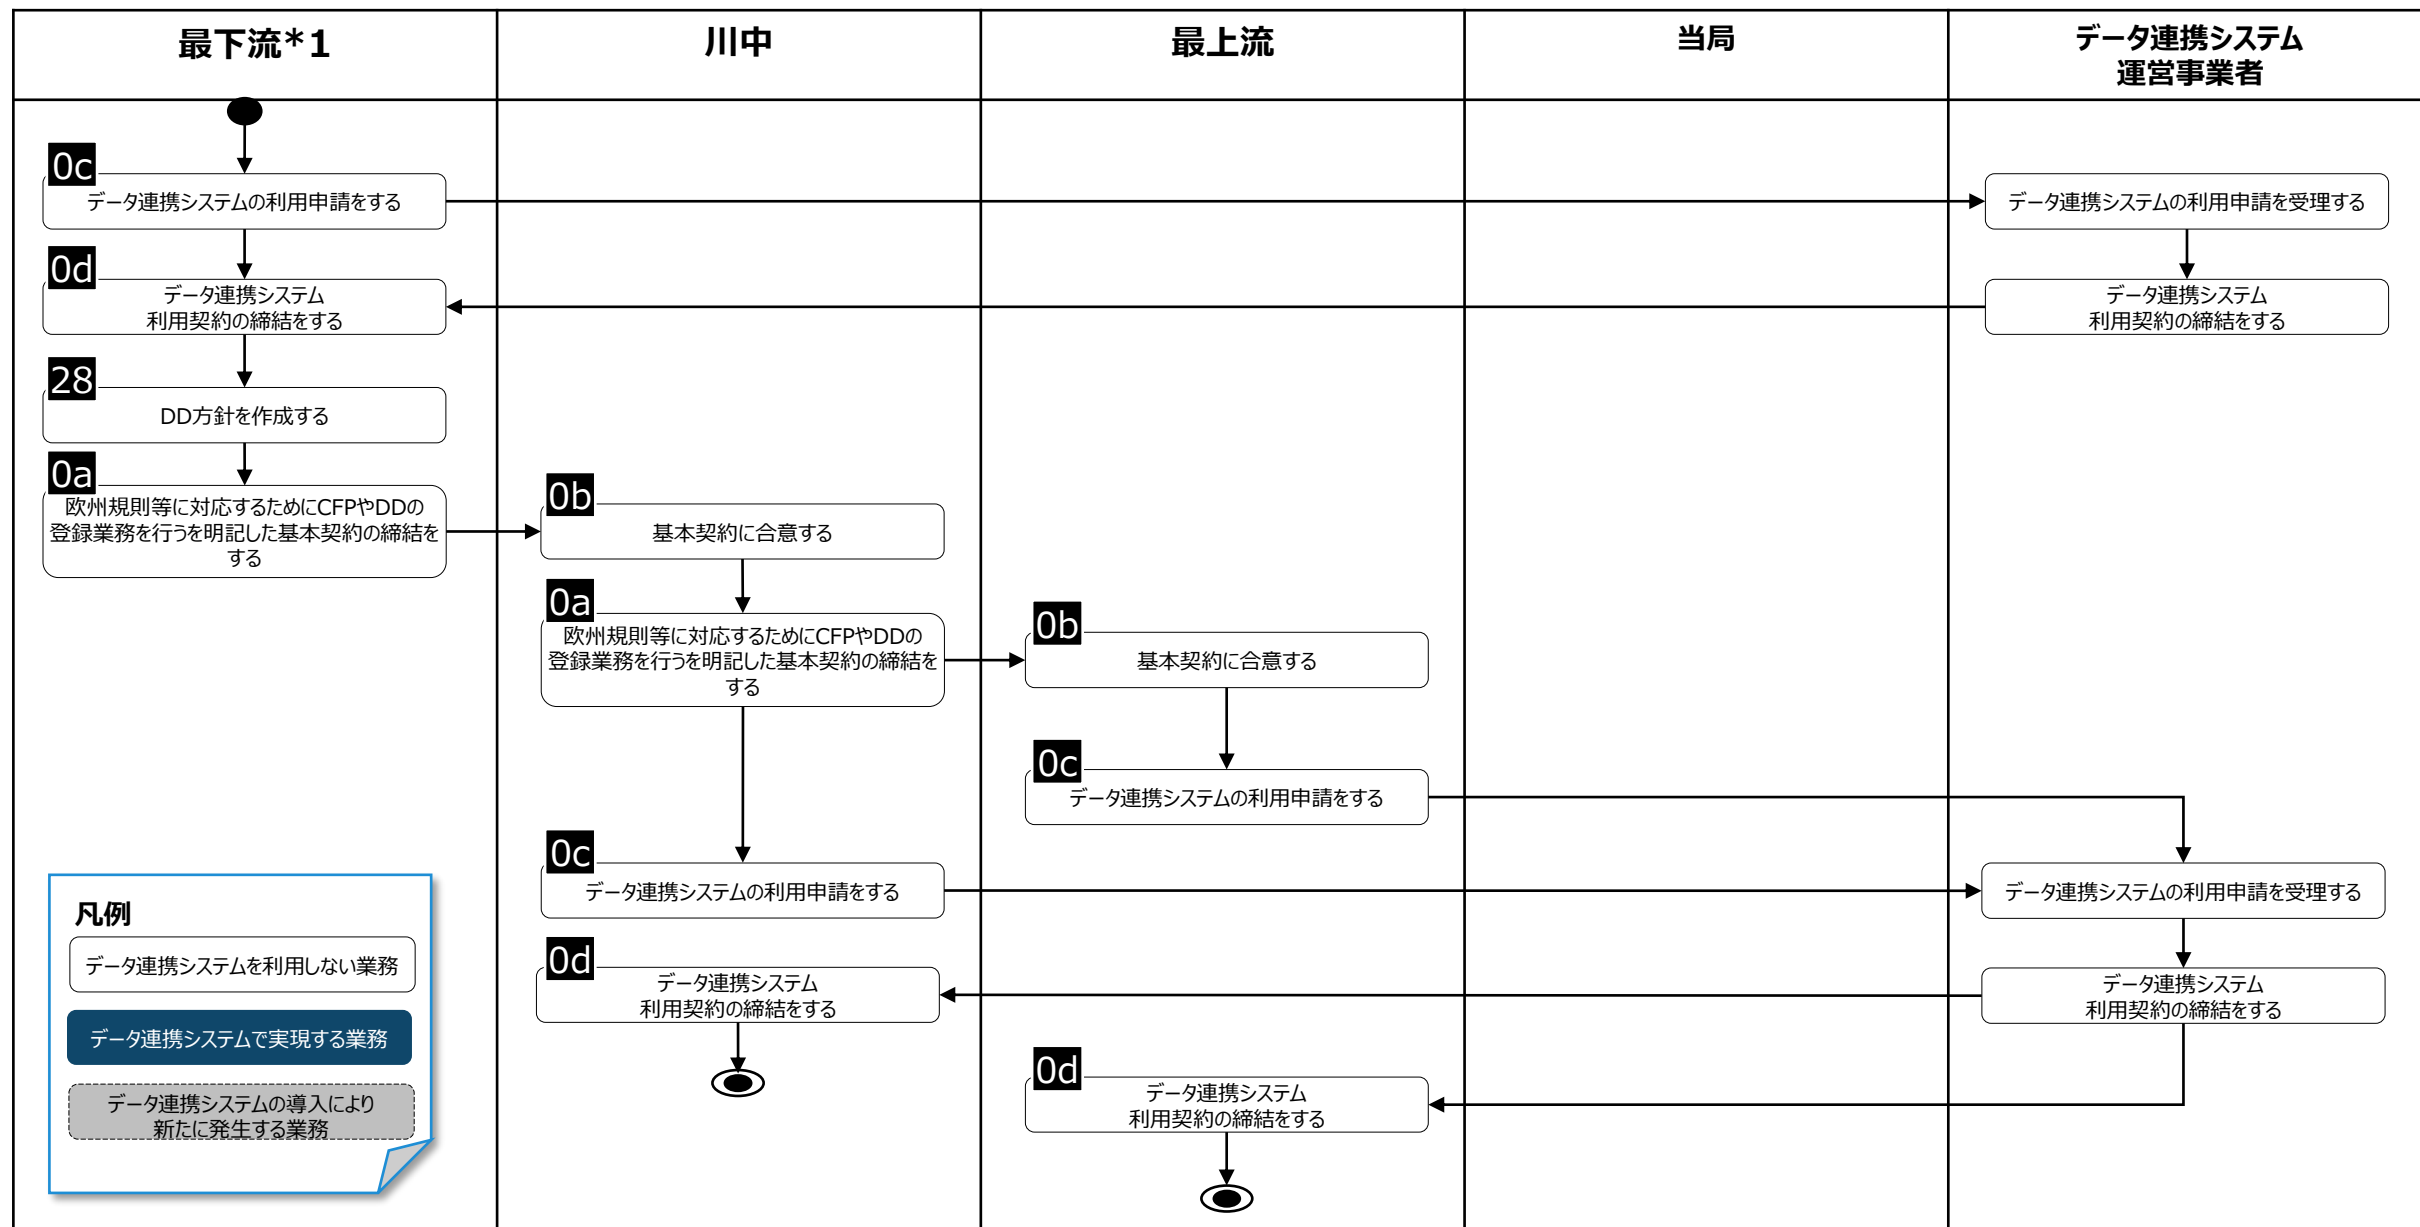 最下流*1
川中
最上流
当局
データ連携システム
運営事業者
0c
データ連携システムの利用申請をする
データ連携システムの利用申請を受理する
0d
データ連携システム
利用契約の締結をする
データ連携システム
利用契約の締結をする
28
DD方針を作成する
0a
欧州規則等に対応するためにCFPやDDの
登録業務を行うを明記した基本契約の締結を
する
0b
基本契約に合意する
0a
欧州規則等に対応するためにCFPやDDの
登録業務を行うを明記した基本契約の締結を
する
0b
基本契約に合意する
0c
データ連携システムの利用申請をする
0c
データ連携システムの利用申請をする
データ連携システムの利用申請を受理する
0d
データ連携システム
利用契約の締結をする
データ連携システム
利用契約の締結をする
0d
データ連携システム
利用契約の締結をする
凡例
データ連携システムを利用しない業務
データ連携システムで実現する業務
データ連携システムの導入により
新たに発生する業務